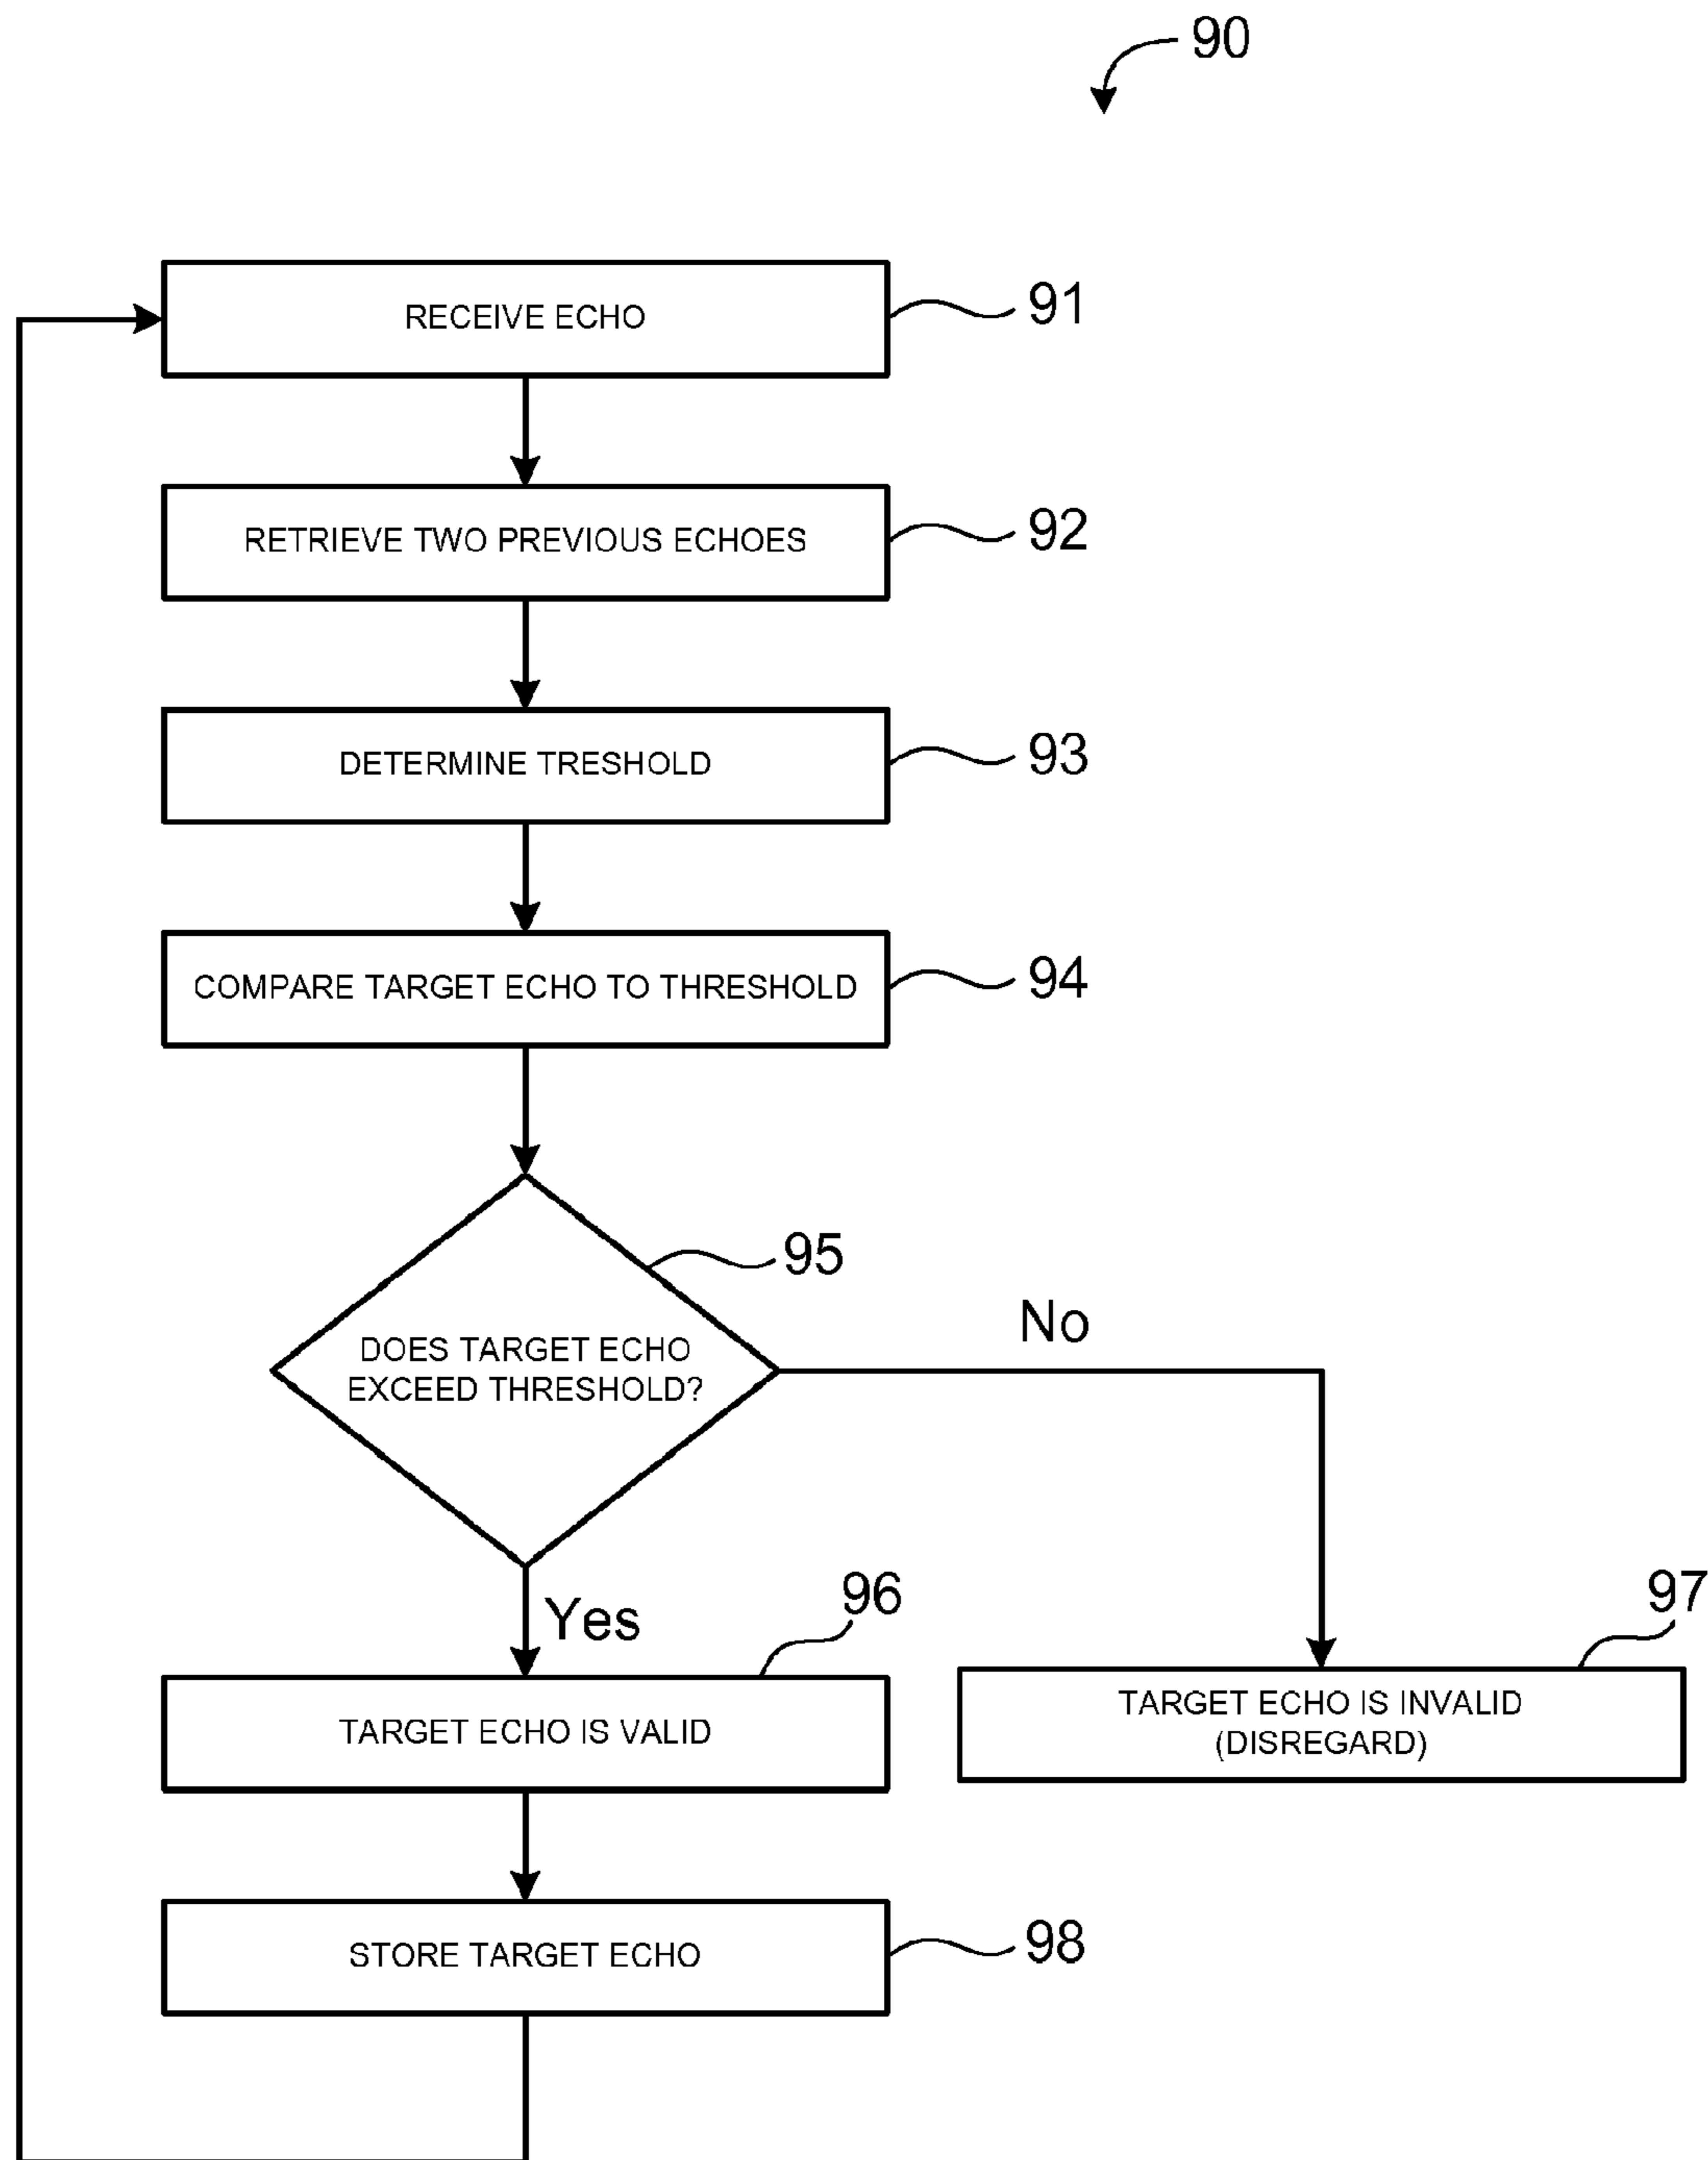 90
RECEIVE ECHO
91
RETRIEVE TWO PREVIOUS ECHOES
92
DETERMINE TRESHOLD
93
COMPARE TARGET ECHO TO THRESHOLD
94
95
DOES TARGET ECHO
EXCEED THRESHOLD?
No
Yes
96
97
TARGET ECHO IS VALID
TARGET ECHO IS INVALID
(DISREGARD)
STORE TARGET ECHO
98